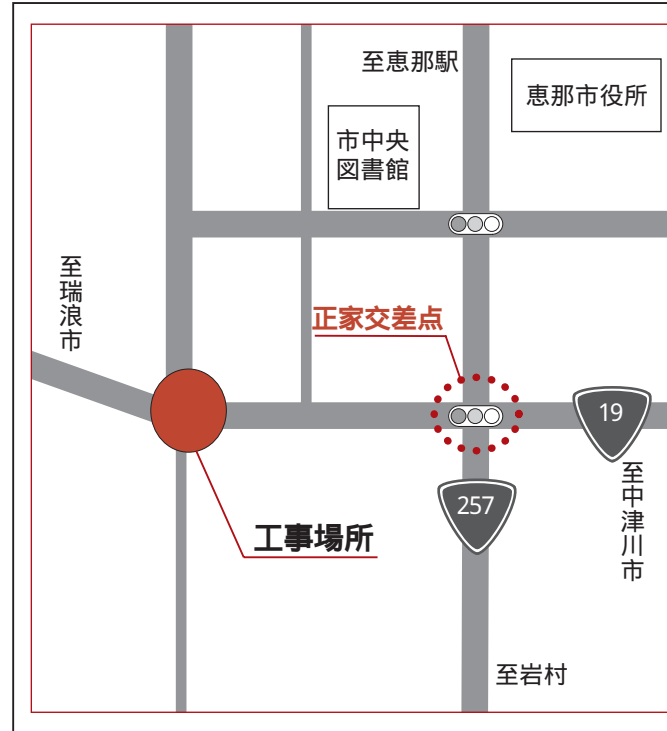 至恵那駅
恵那市役所
市中央
図書館
至瑞浪市
正家交差点
19
257
至中津川市
工事場所
至岩村